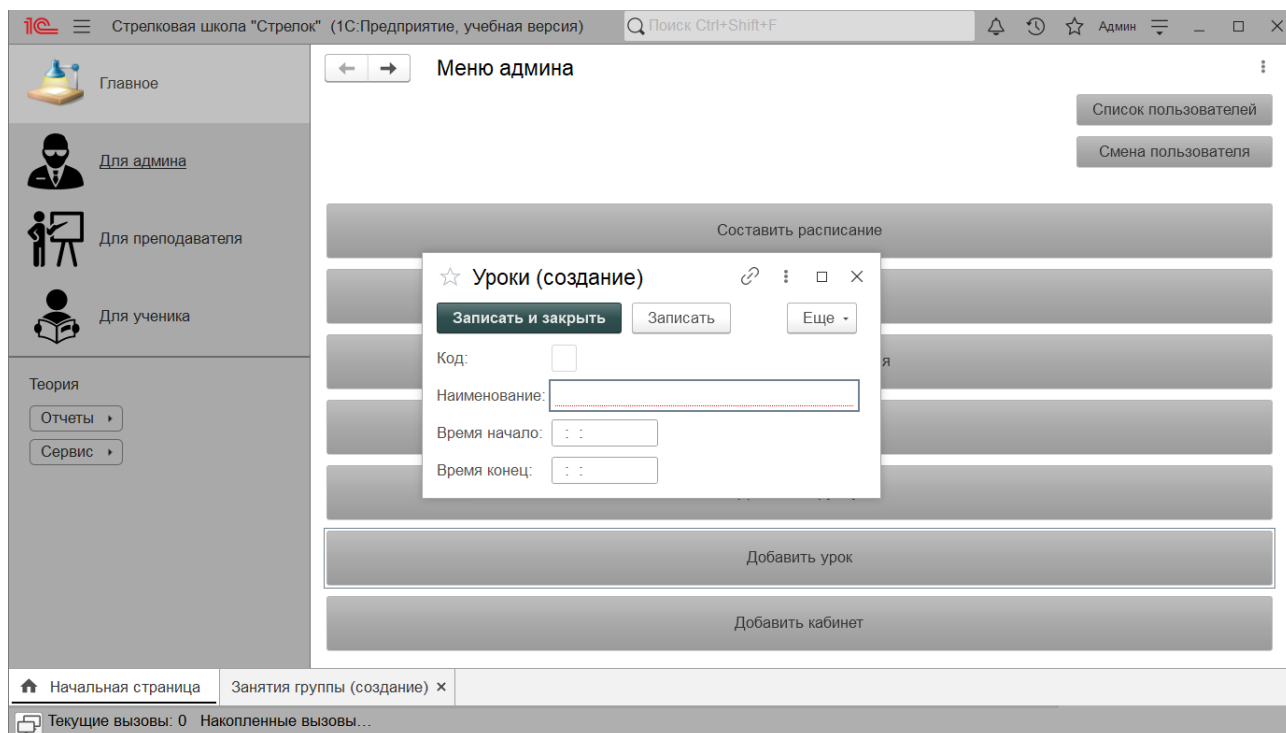 1С Стрелковая школа "Стрелок" (1С:Предприятие, учебная версия) Поиск Ctrl+Shift+F Админ
Главное
Для админа
Для преподавателя
Для ученика
Теория
Отчеты
Сервис
Меню админа
Список пользователей
Смена пользователя
Составить расписание
я
Добавить урок
Добавить кабинет
Уроки (создание)
Записать и закрыть Записать Еще
Код:
Наименование:
Время начало: : :
Время конец: : :
Начальная страница Занятия группы (создание) ×
Текущие вызовы: 0 Накопленные вызовы...